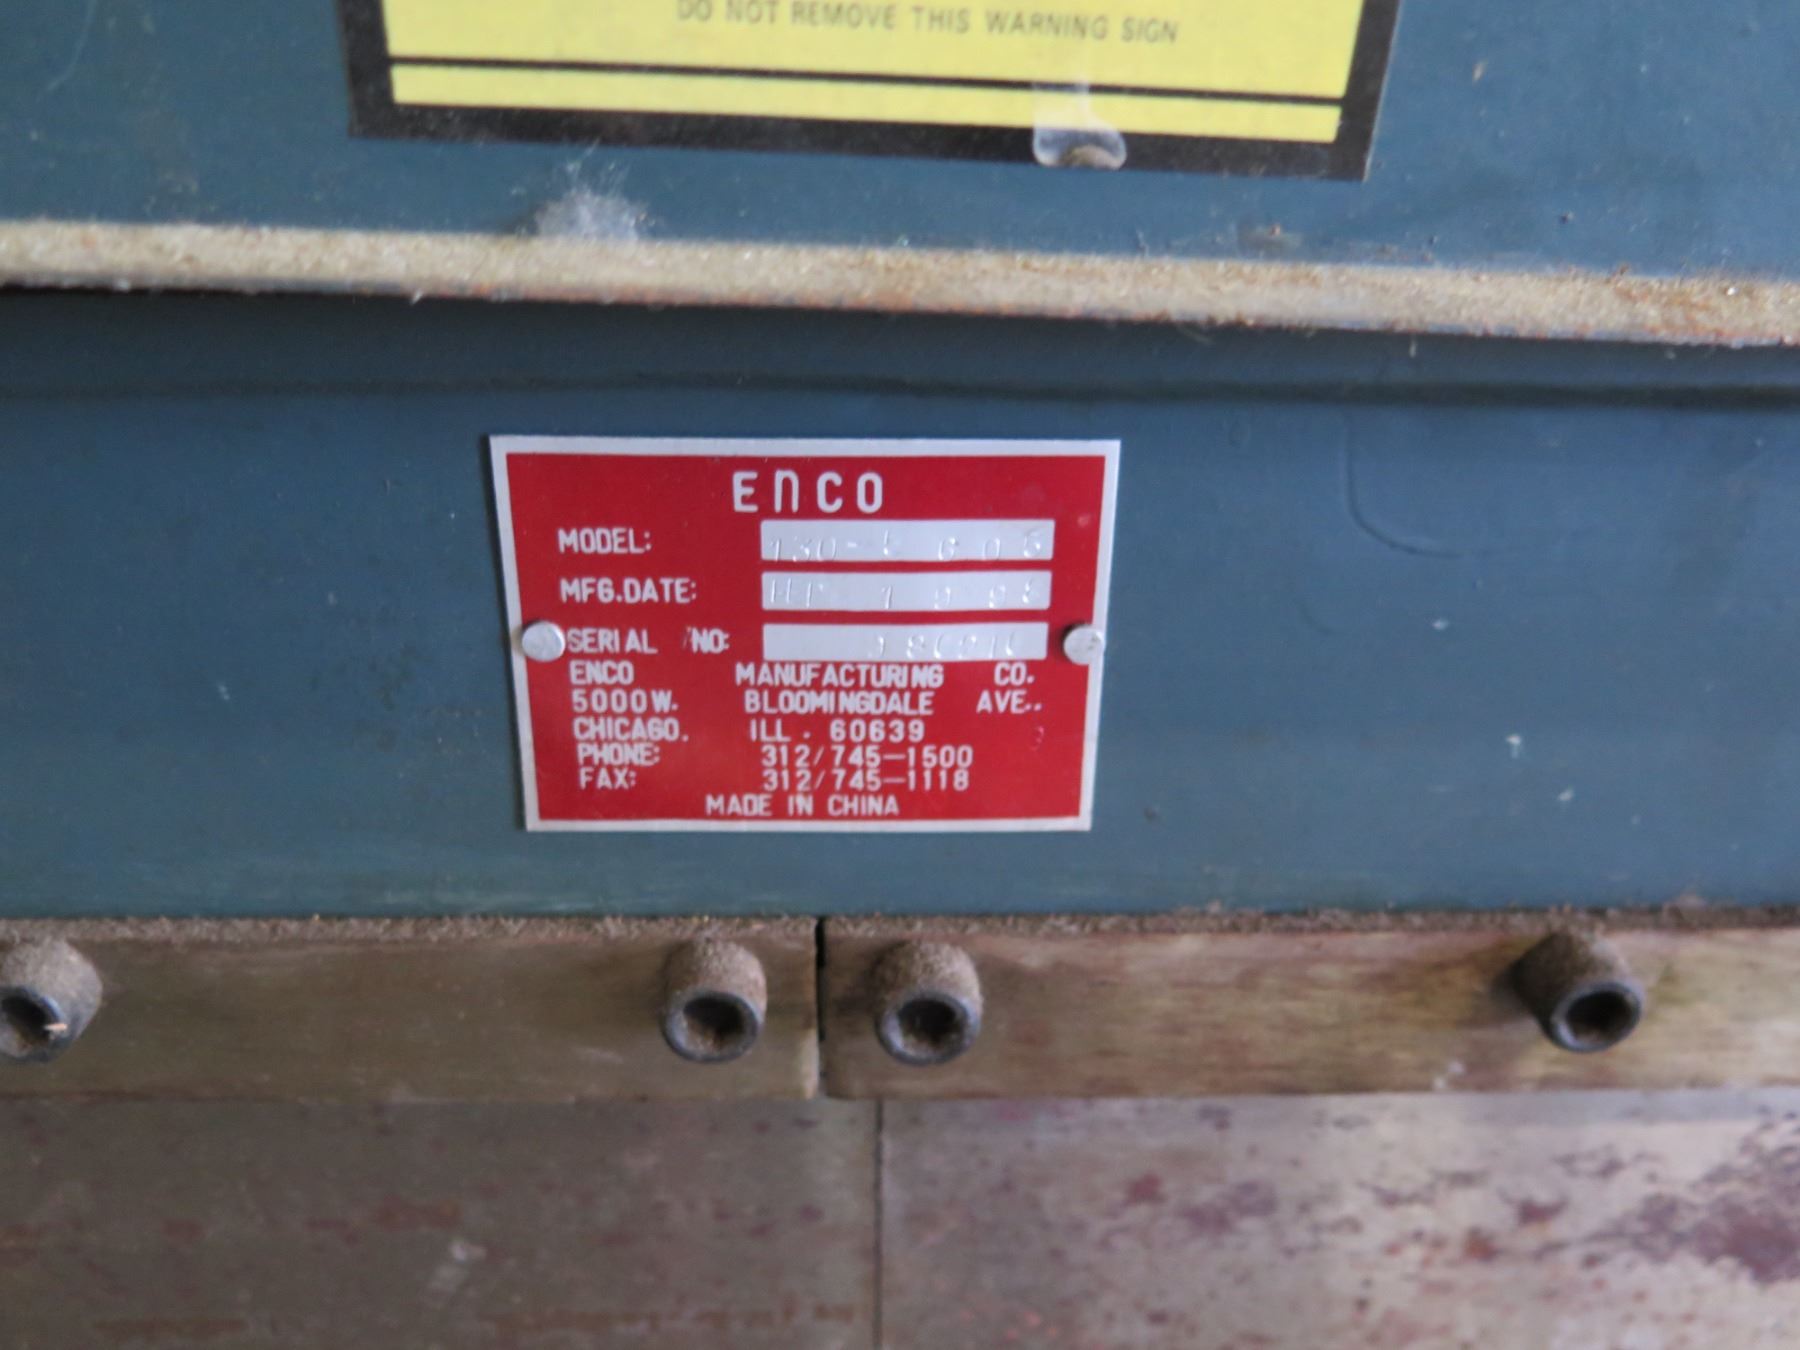 DO NOT REMOVE THIS WARNING SIGN
ENCO
MODEL:
MFG.DATE:
SERIAL NO:
ENCO MANUFACTURING CO.
5000W. BLOOMINGDALE AVE..
CHICAGO. ILL. 60639
PHONE: 312/745-1500
FAX: 312/745-1118
MADE IN CHINA